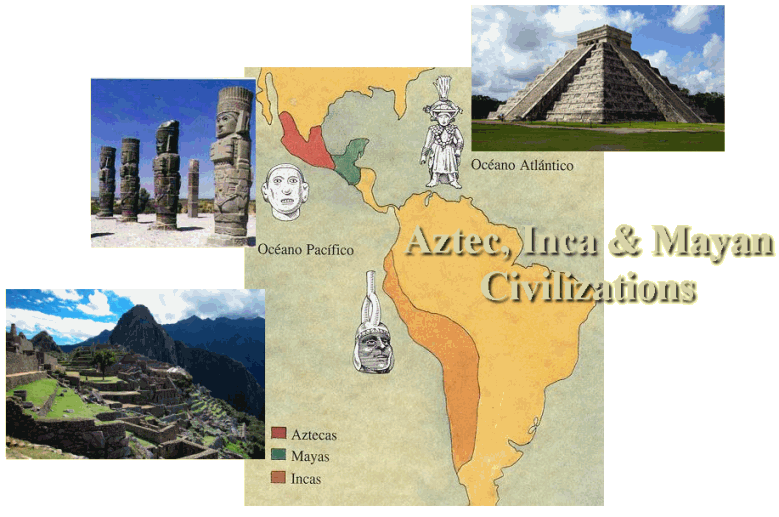 Océano Atlántico
Océano Pacífico
Aztec, Inca & Mayan
Civilizations
Aztecas
Mayas
Incas